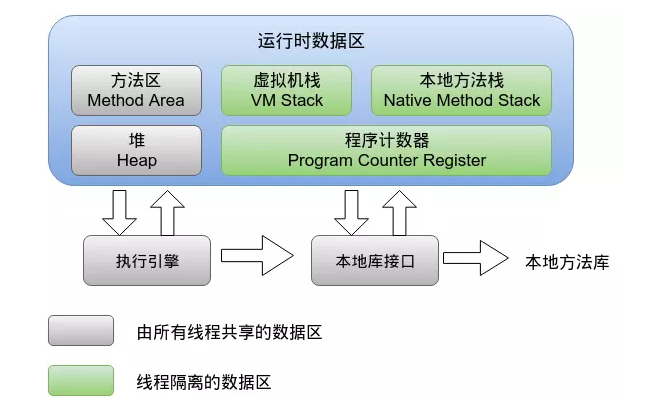 运行时数据区
方法区
Method Area
虚拟机栈
VM Stack
本地方法栈
Native Method Stack
堆
Heap
程序计数器
Program Counter Register
执行引擎
本地库接口
本地方法库
由所有线程共享的数据区
线程隔离的数据区